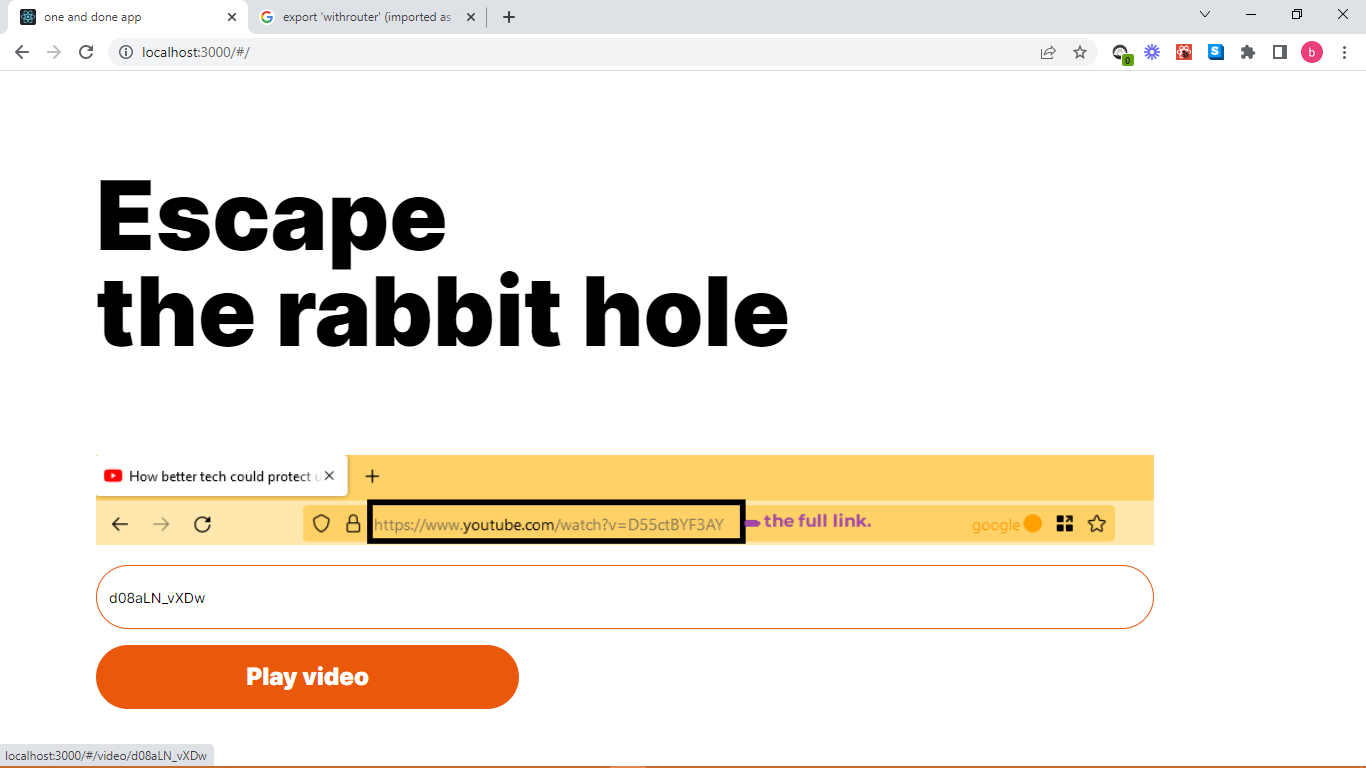 one and done app
export 'withrouter' (imported as
localhost:3000/#/
0
S
b
Escape
the rabbit hole
How better tech could protect u
https://www.youtube.com/watch?v=D55ctBYF3AY
the full link.
google
d08aLN_vXDw
Play video
localhost:3000/#/video/d08aLN_vXDw